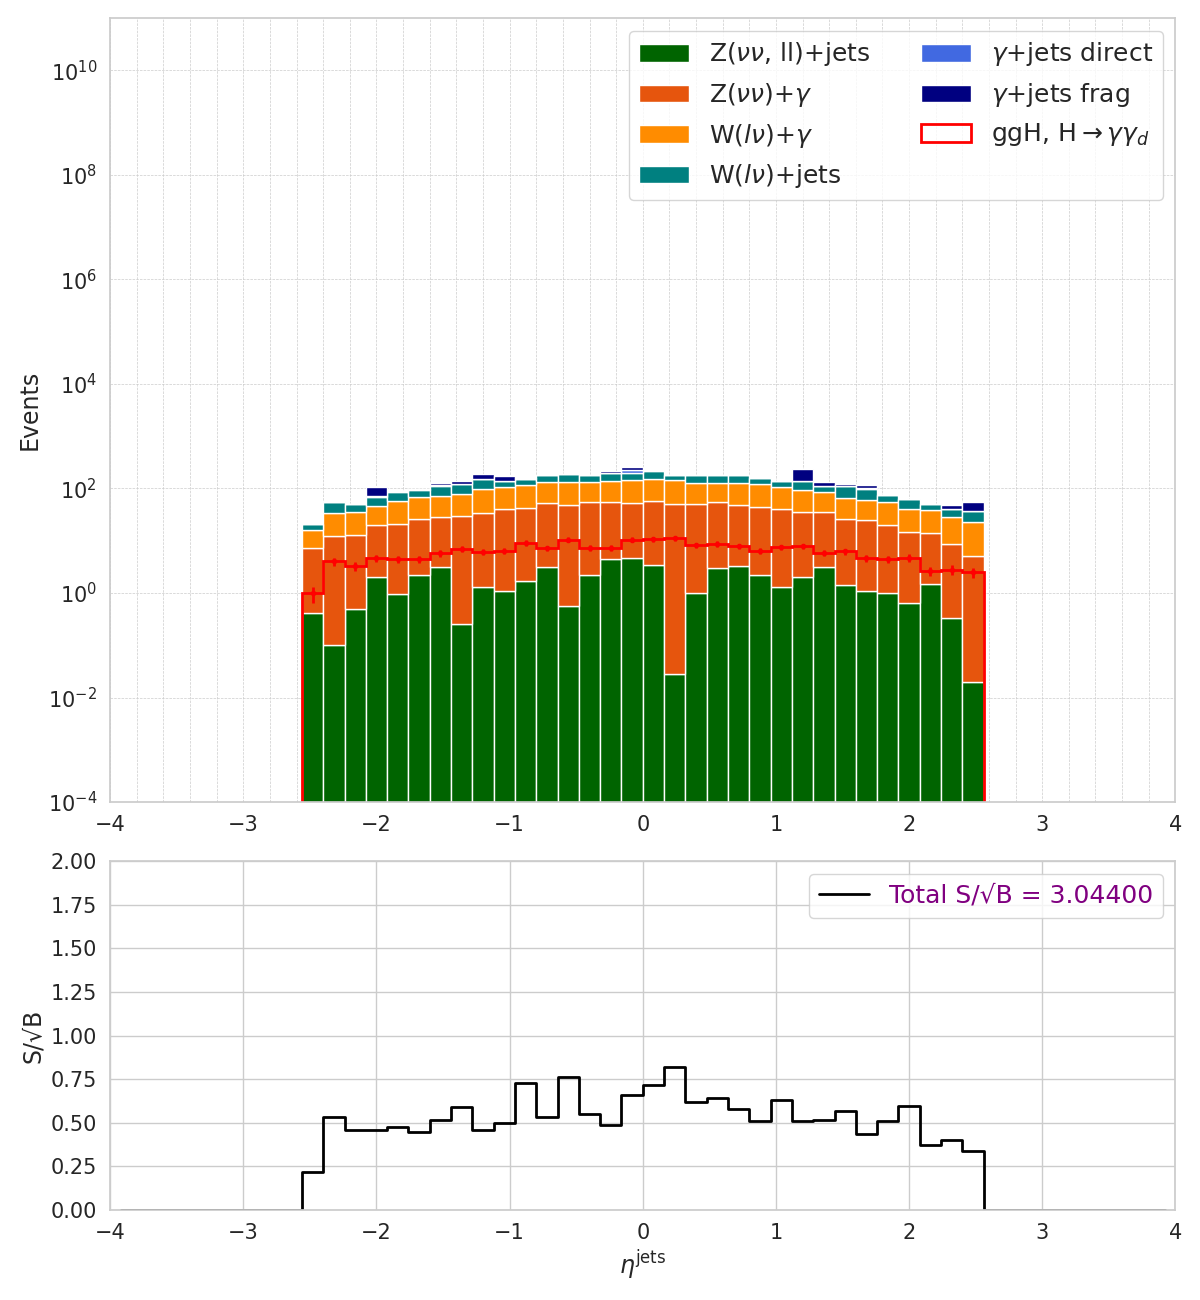 Z(νν, ll)+jets
Z(νν)+γ
W(lν)+γ
W(lν)+jets
γ+jets direct
γ+jets frag
ggH, H→γγ_d
Events
10^10
10^8
10^6
10^4
10^2
10^0
10^−2
10^−4
−4 −3 −2 −1 0 1 2 3 4
Total S/√B = 3.04400
S/√B
2.00
1.75
1.50
1.25
1.00
0.75
0.50
0.25
0.00
−4 −3 −2 −1 0 1 2 3 4
η^jets